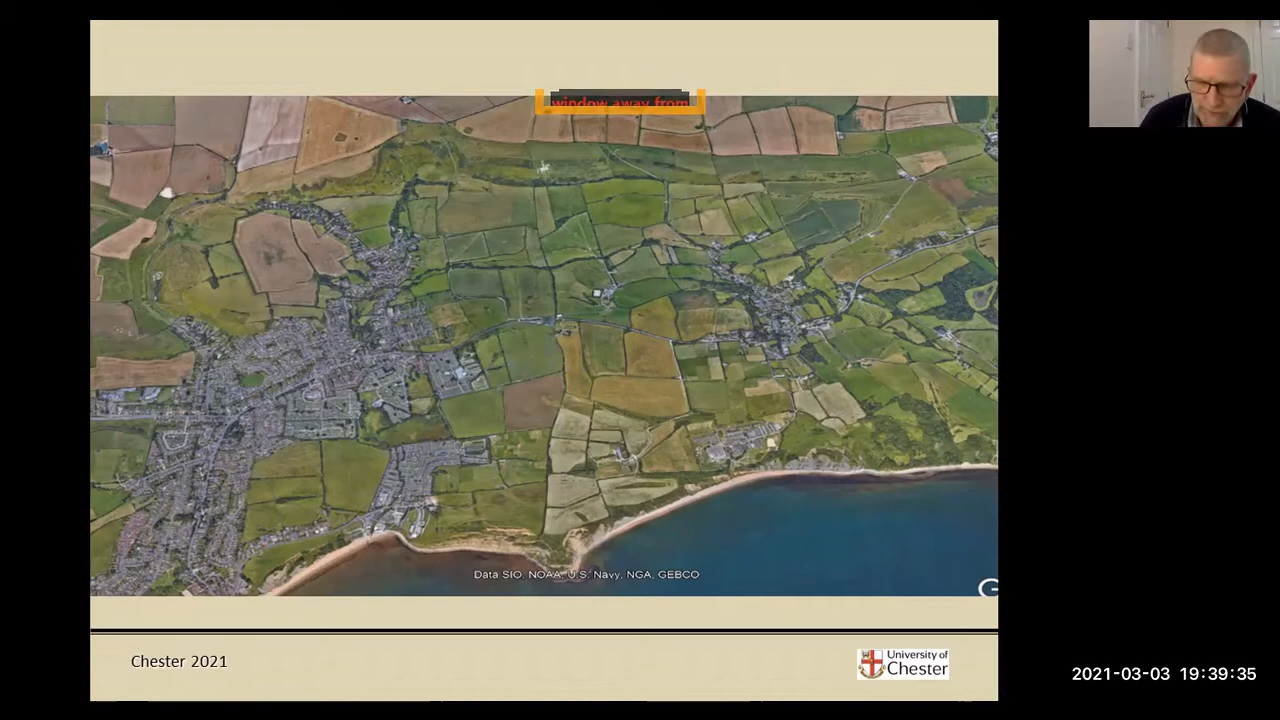 window away from
Data SIO, NOAA, U.S. Navy, NGA, GEBCO
G
Chester 2021
University of
Chester
2021-03-03 19:39:35